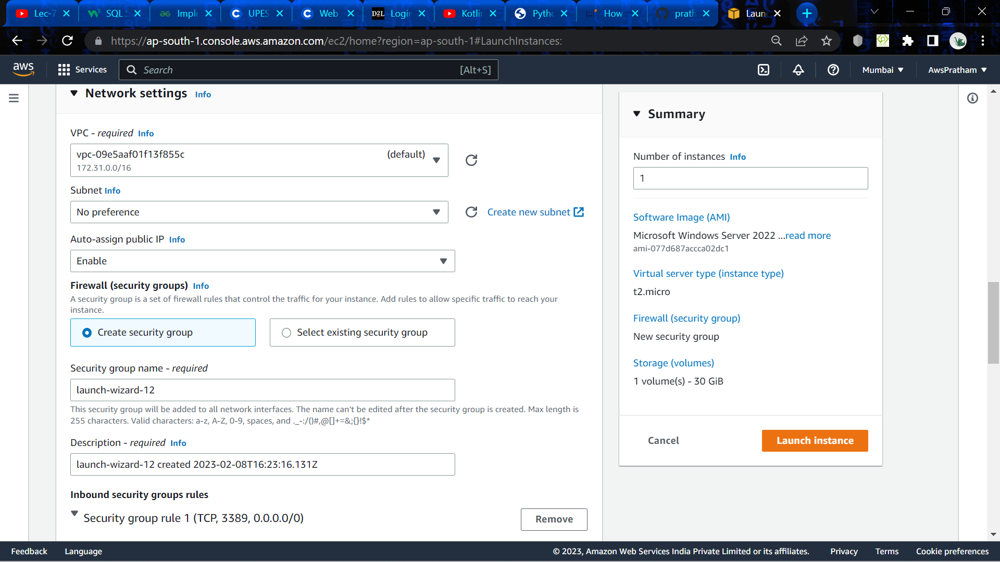 Lec-7
SQL S
Imple
UPES
Web
D2L Login
Kotlin
Pytho
How
prath
Laun
https://ap-south-1.console.aws.amazon.com/ec2/home?region=ap-south-1#LaunchInstances:
aws
Services
Search
[Alt+S]
Mumbai
AwsPratham
Network settings Info
VPC - required Info
vpc-09e5aaf01f13f855c (default)
172.31.0.0/16
Subnet Info
No preference
Create new subnet
Auto-assign public IP Info
Enable
Firewall (security groups) Info
A security group is a set of firewall rules that control the traffic for your instance. Add rules to allow specific traffic to reach your
instance.
Create security group
Select existing security group
Security group name - required
launch-wizard-12
This security group will be added to all network interfaces. The name can't be edited after the security group is created. Max length is
255 characters. Valid characters: a-z, A-Z, 0-9, spaces, and ._-:/()#,@[]+=&;{}!$*
Description - required Info
launch-wizard-12 created 2023-02-08T16:23:16.131Z
Inbound security groups rules
Security group rule 1 (TCP, 3389, 0.0.0.0/0)
Remove
Summary
Number of instances Info
1
Software Image (AMI)
Microsoft Windows Server 2022 ...read more
ami-077d687accca02dc1
Virtual server type (instance type)
t2.micro
Firewall (security group)
New security group
Storage (volumes)
1 volume(s) - 30 GiB
Cancel
Launch instance
Feedback
Language
© 2023, Amazon Web Services India Private Limited or its affiliates.
Privacy
Terms
Cookie preferences